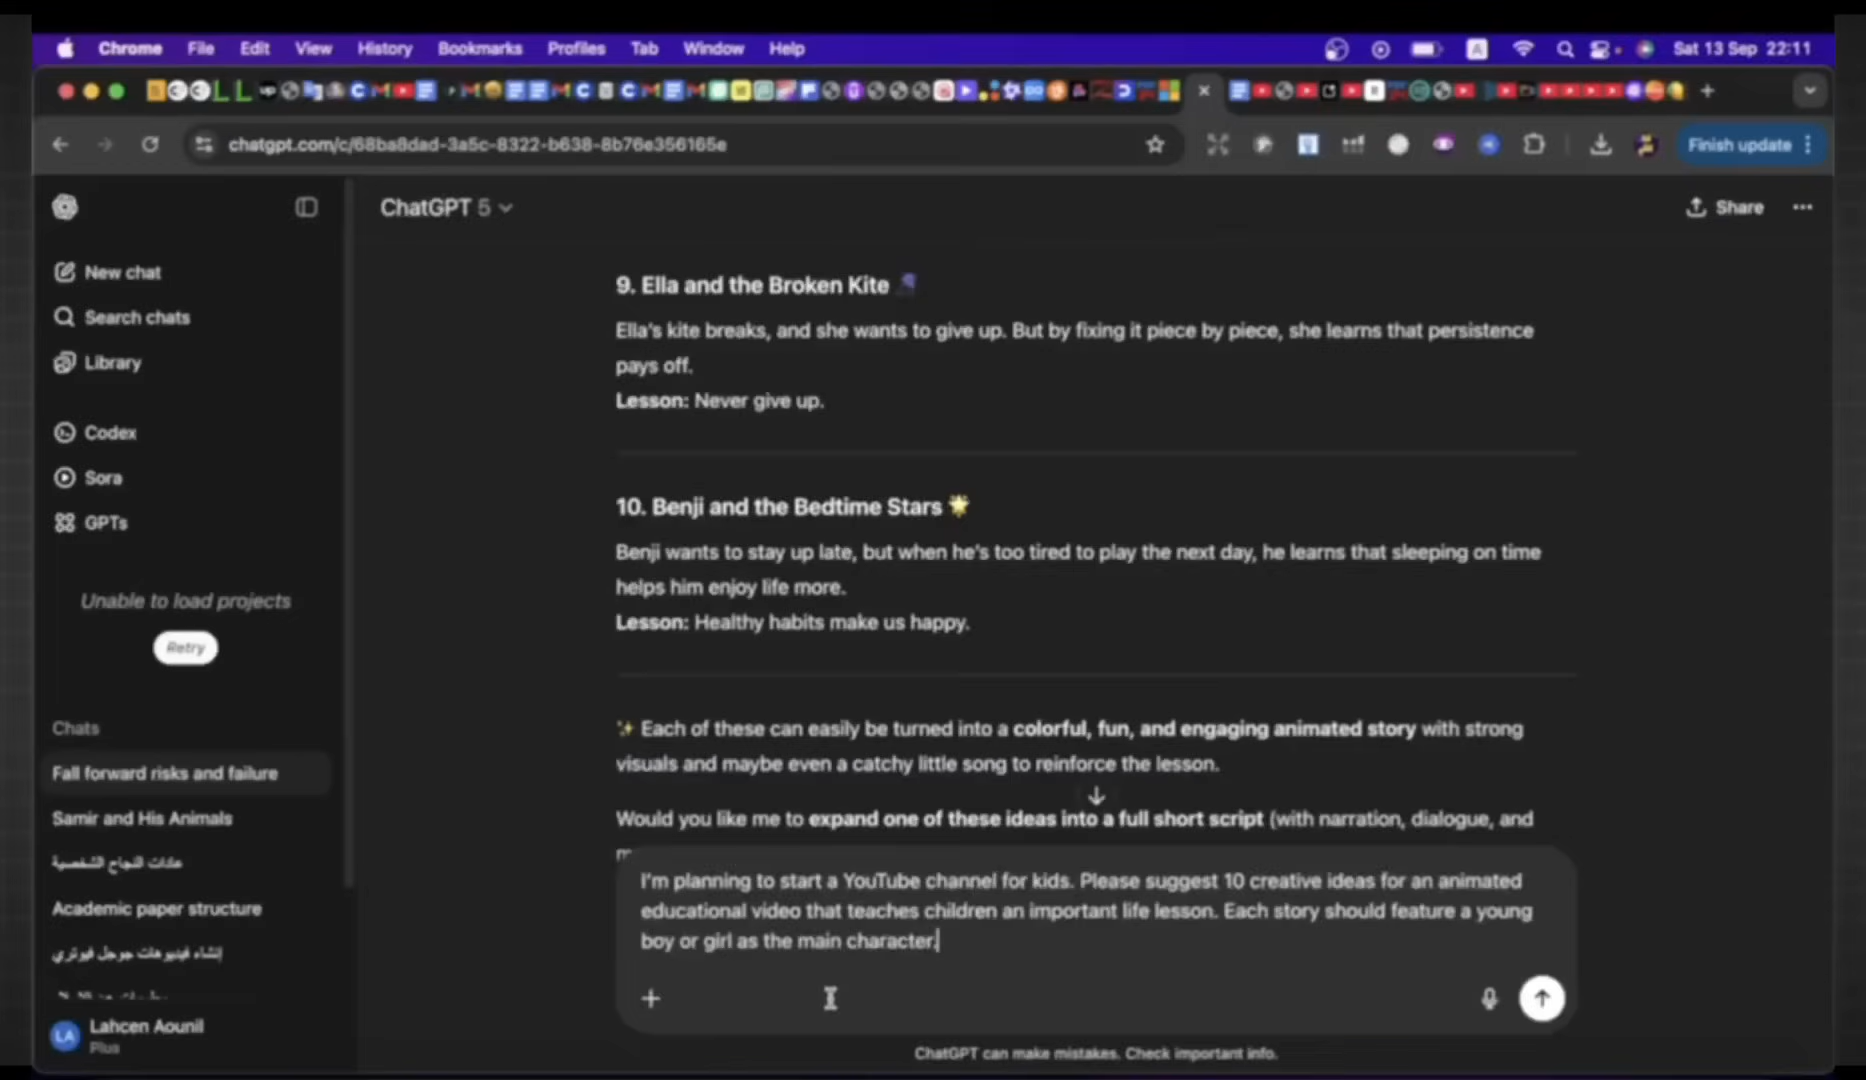 Chrome File Edit View History Bookmarks Profiles Tab Window Help
A
Sat 13 Sep 22:11
chatgpt.com/c/68ba8dad-3a5c-8322-b638-8b76e356165e
Finish update
ChatGPT 5
Share
New chat
Search chats
Library
Codex
Sora
GPTs
Unable to load projects
Retry
Chats
Fall forward risks and failure
Samir and His Animals
عادات النجاح الشخصية
Academic paper structure
إنشاء فيديوهات جوجل فيوتري
LA
Lahcen Aounil
Plus
9. Ella and the Broken Kite
Ella's kite breaks, and she wants to give up. But by fixing it piece by piece, she learns that persistence
pays off.
Lesson: Never give up.
10. Benji and the Bedtime Stars 🌟
Benji wants to stay up late, but when he's too tired to play the next day, he learns that sleeping on time
helps him enjoy life more.
Lesson: Healthy habits make us happy.
✨ Each of these can easily be turned into a colorful, fun, and engaging animated story with strong
visuals and maybe even a catchy little song to reinforce the lesson.
Would you like me to expand one of these ideas into a full short script (with narration, dialogue, and
I'm planning to start a YouTube channel for kids. Please suggest 10 creative ideas for an animated
educational video that teaches children an important life lesson. Each story should feature a young
boy or girl as the main character.
ChatGPT can make mistakes. Check important info.